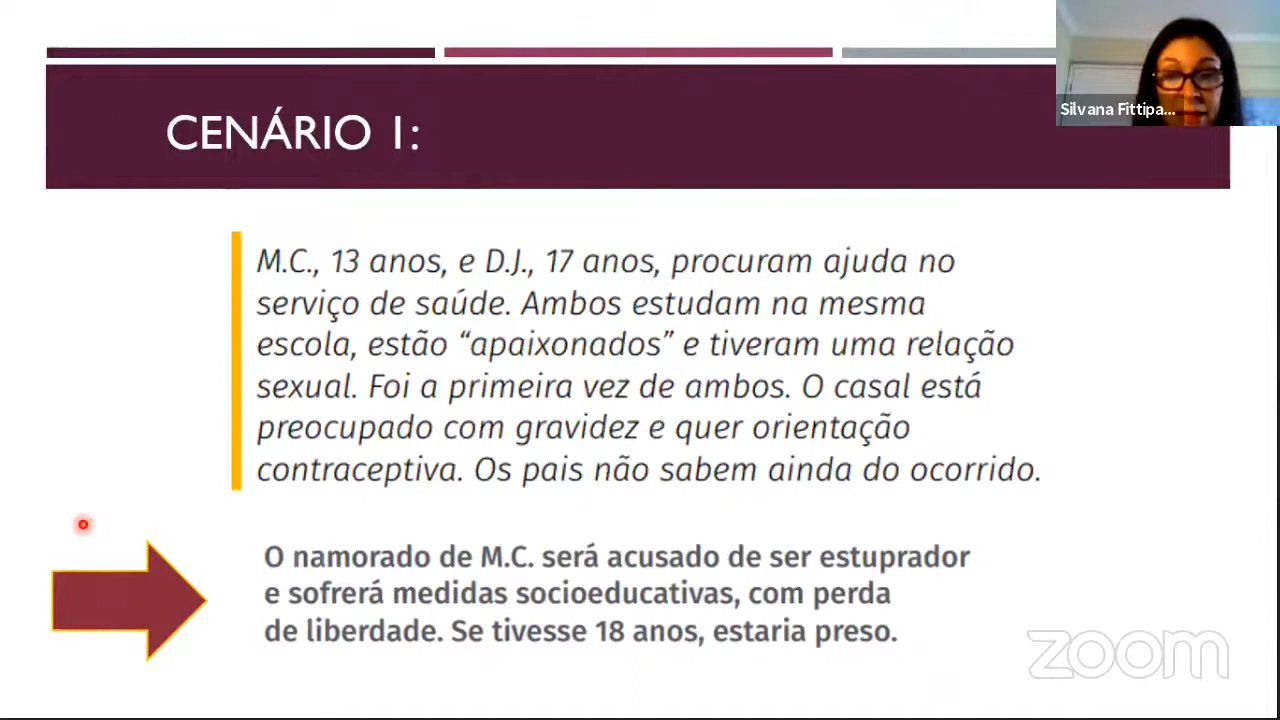 CENÁRIO 1:
Silvana Fittipa...
M.C., 13 anos, e D.J., 17 anos, procuram ajuda no
serviço de saúde. Ambos estudam na mesma
escola, estão “apaixonados” e tiveram uma relação
sexual. Foi a primeira vez de ambos. O casal está
preocupado com gravidez e quer orientação
contraceptiva. Os pais não sabem ainda do ocorrido.
O namorado de M.C. será acusado de ser estuprador
e sofrerá medidas socioeducativas, com perda
de liberdade. Se tivesse 18 anos, estaria preso.
zoom